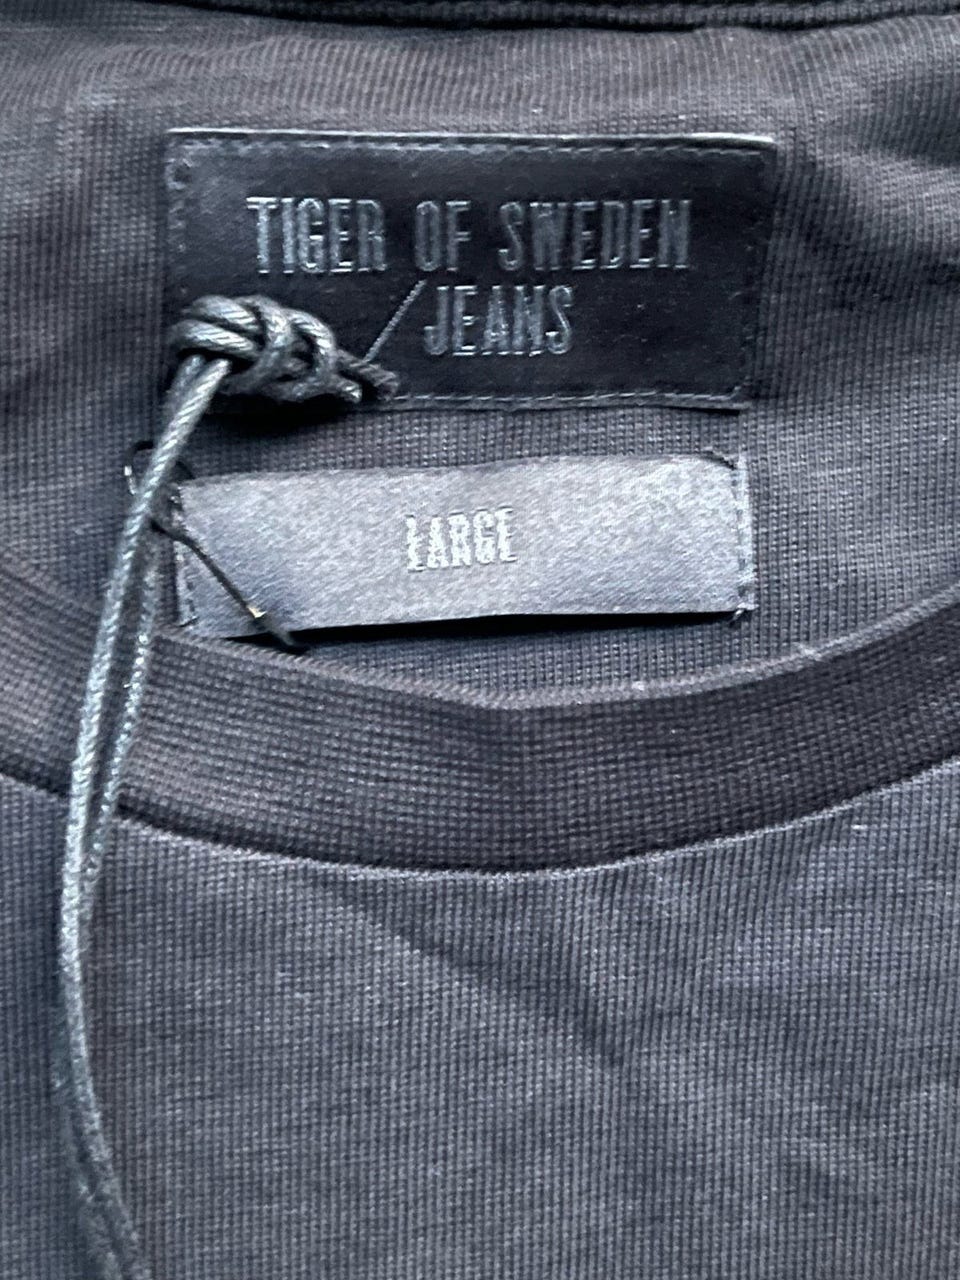 TIGER OF SWEDEN
/JEANS
LARGE